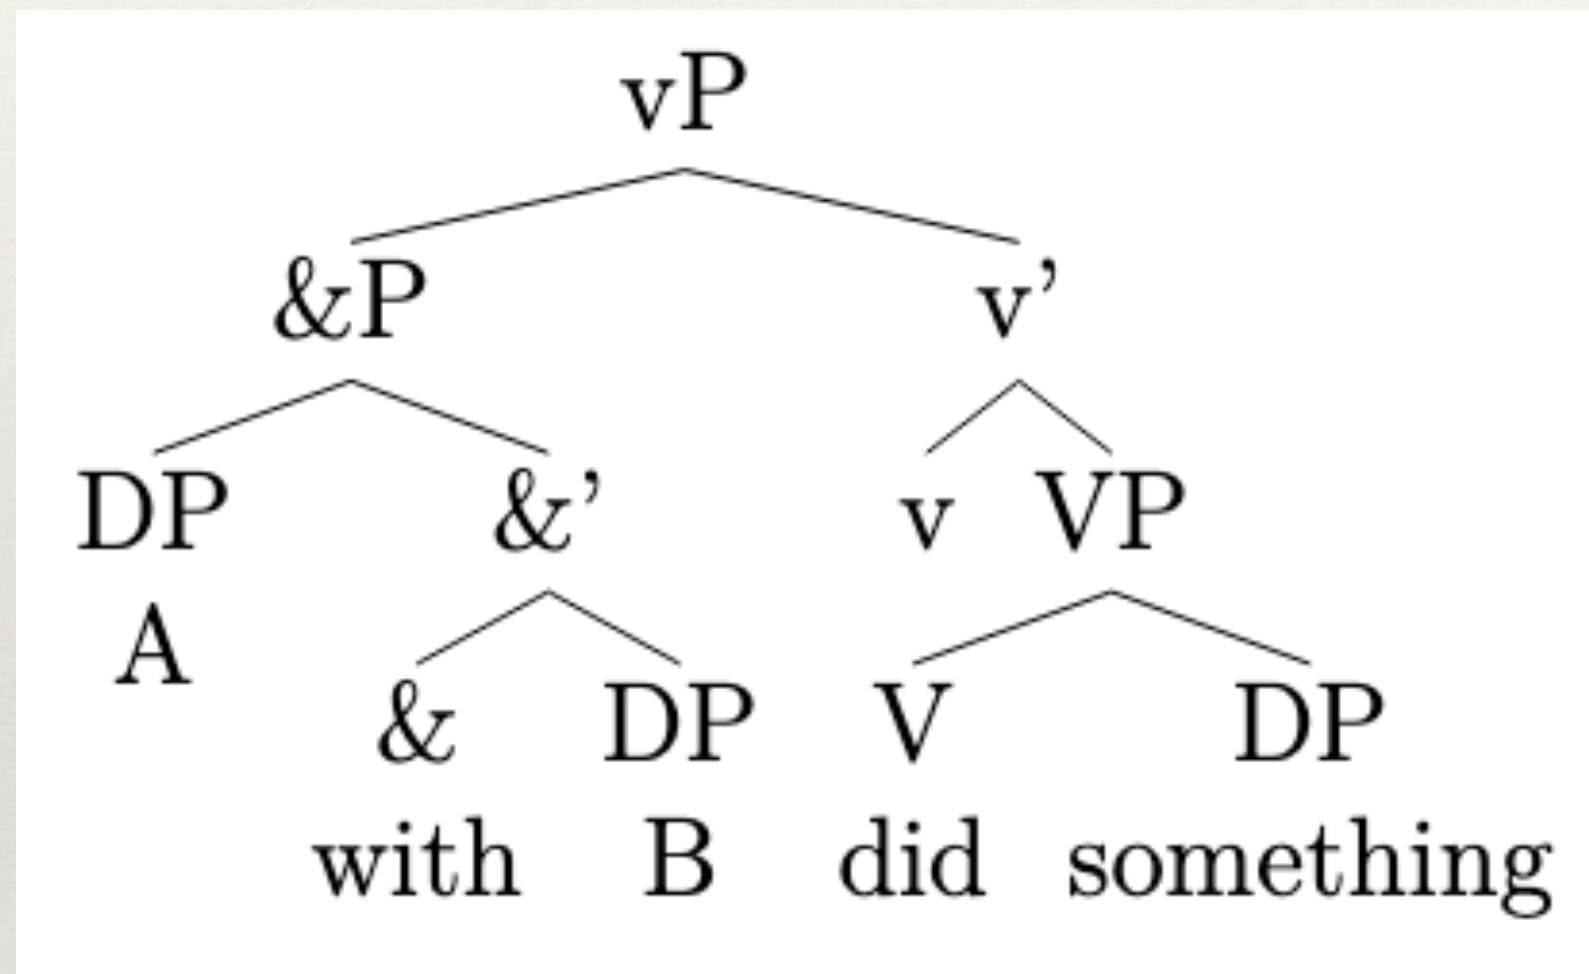 vP
&P v’
DP &’ v VP
A & DP V DP
with B did something